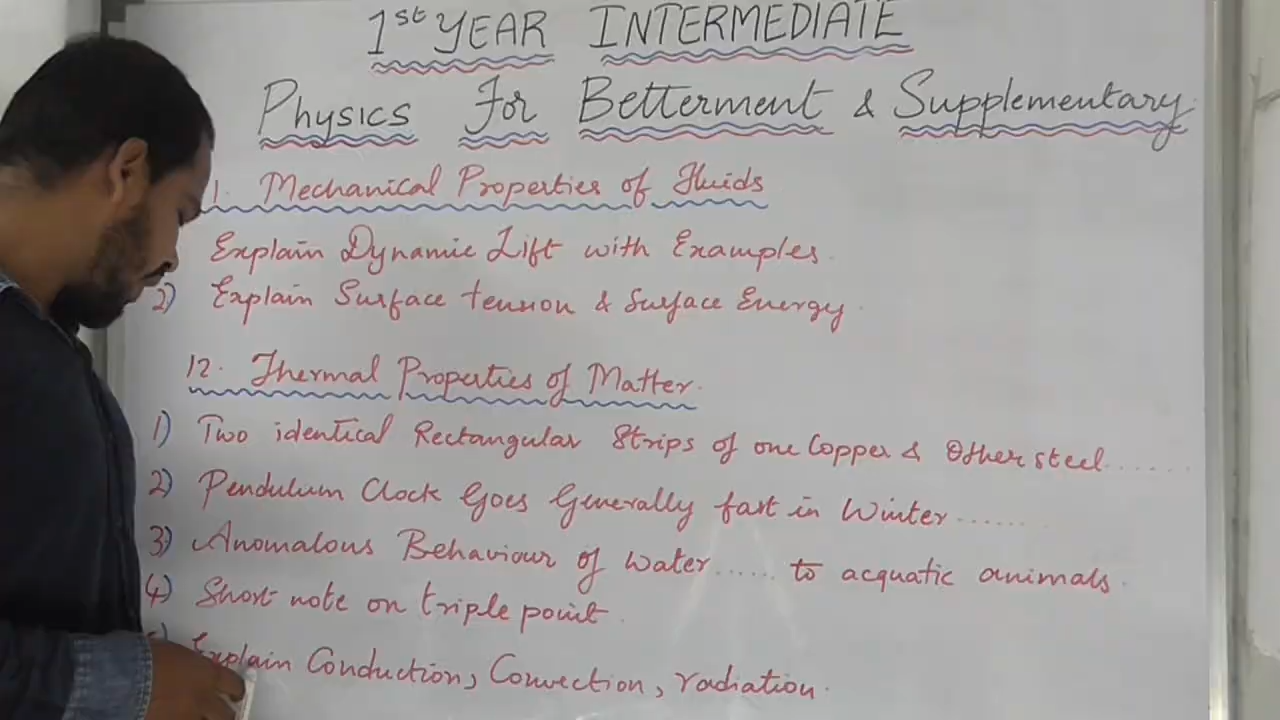 1st YEAR INTERMEDIATE
Physics For Betterment & Supplementary
1. Mechanical Properties of Fluids
Explain Dynamic Lift with Examples.
2) Explain Surface tension & Surface Energy.
12. Thermal Properties of Matter.
1) Two identical Rectangular Strips of one Copper & Other steel......
2) Pendulum Clock Goes Generally fast in Winter......
3) Anomalous Behaviour of water...... to acquatic animals.
4) Short note on triple point.
Explain Conduction, Convection, radiation.